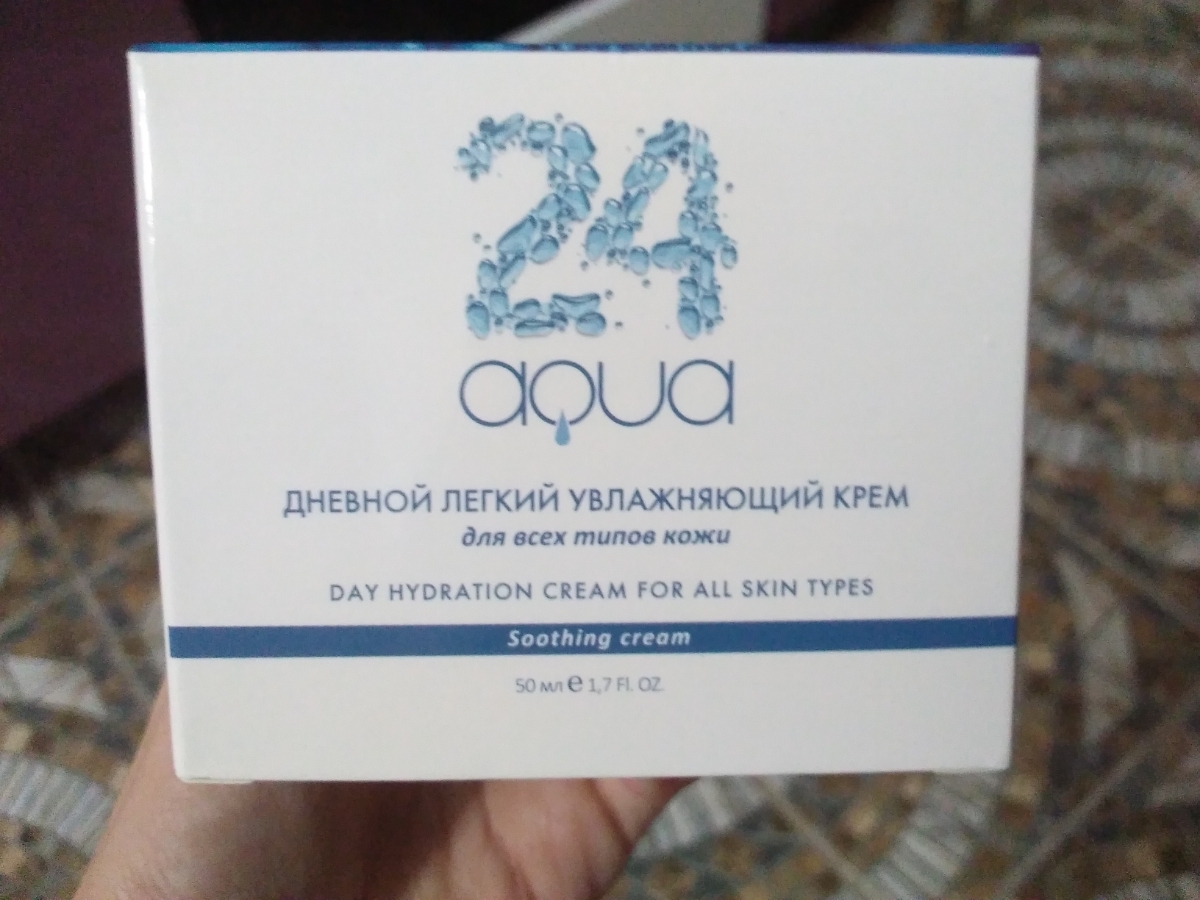 24
aqua
ДНЕВНОЙ ЛЕГКИЙ УВЛАЖНЯЮЩИЙ КРЕМ
для всех типов кожи
DAY HYDRATION CREAM FOR ALL SKIN TYPES
Soothing cream
50 мл ℮ 1,7 Fl. OZ.